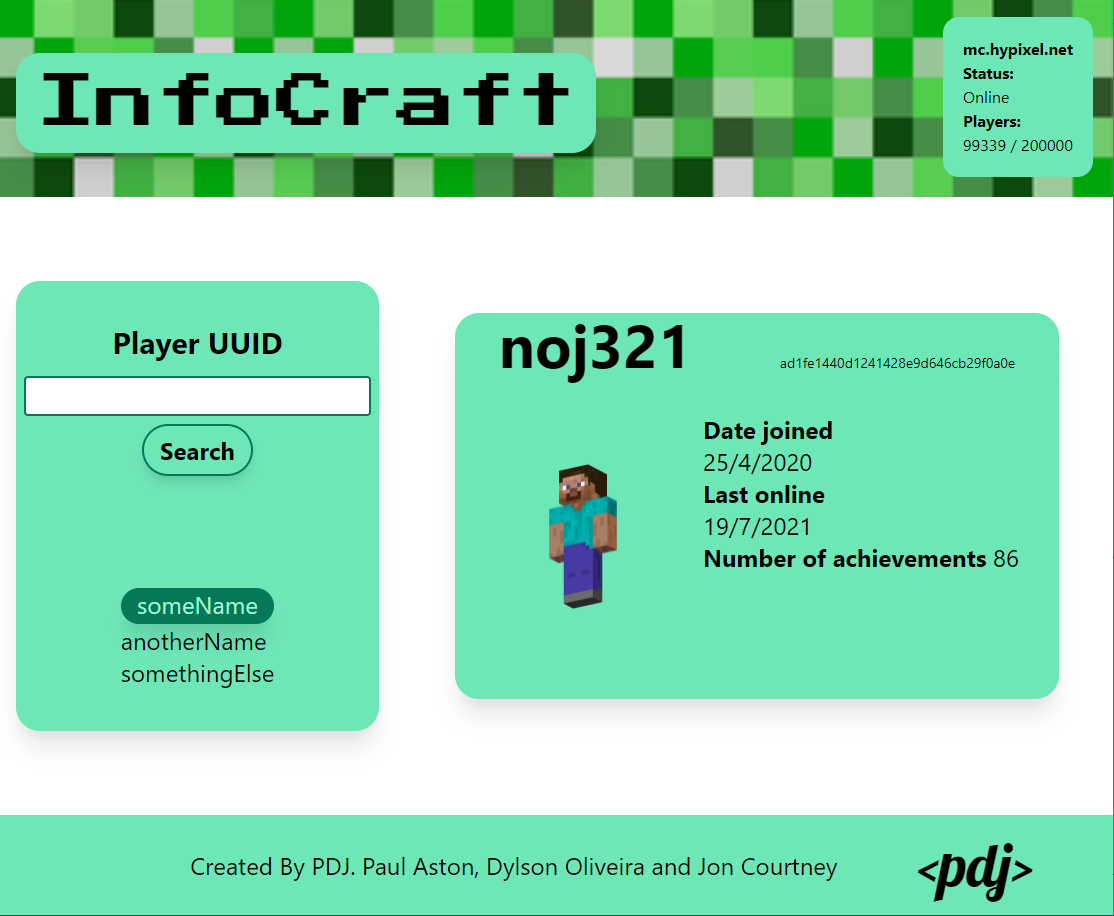 InfoCraft
mc.hypixel.net
Status:
Online
Players:
99339 / 200000
Player UUID
Search
someName
anotherName
somethingElse
noj321
ad1fe1440d1241428e9d646cb29f0a0e
Date joined
25/4/2020
Last online
19/7/2021
Number of achievements 86
Created By PDJ. Paul Aston, Dylson Oliveira and Jon Courtney
<pdj>